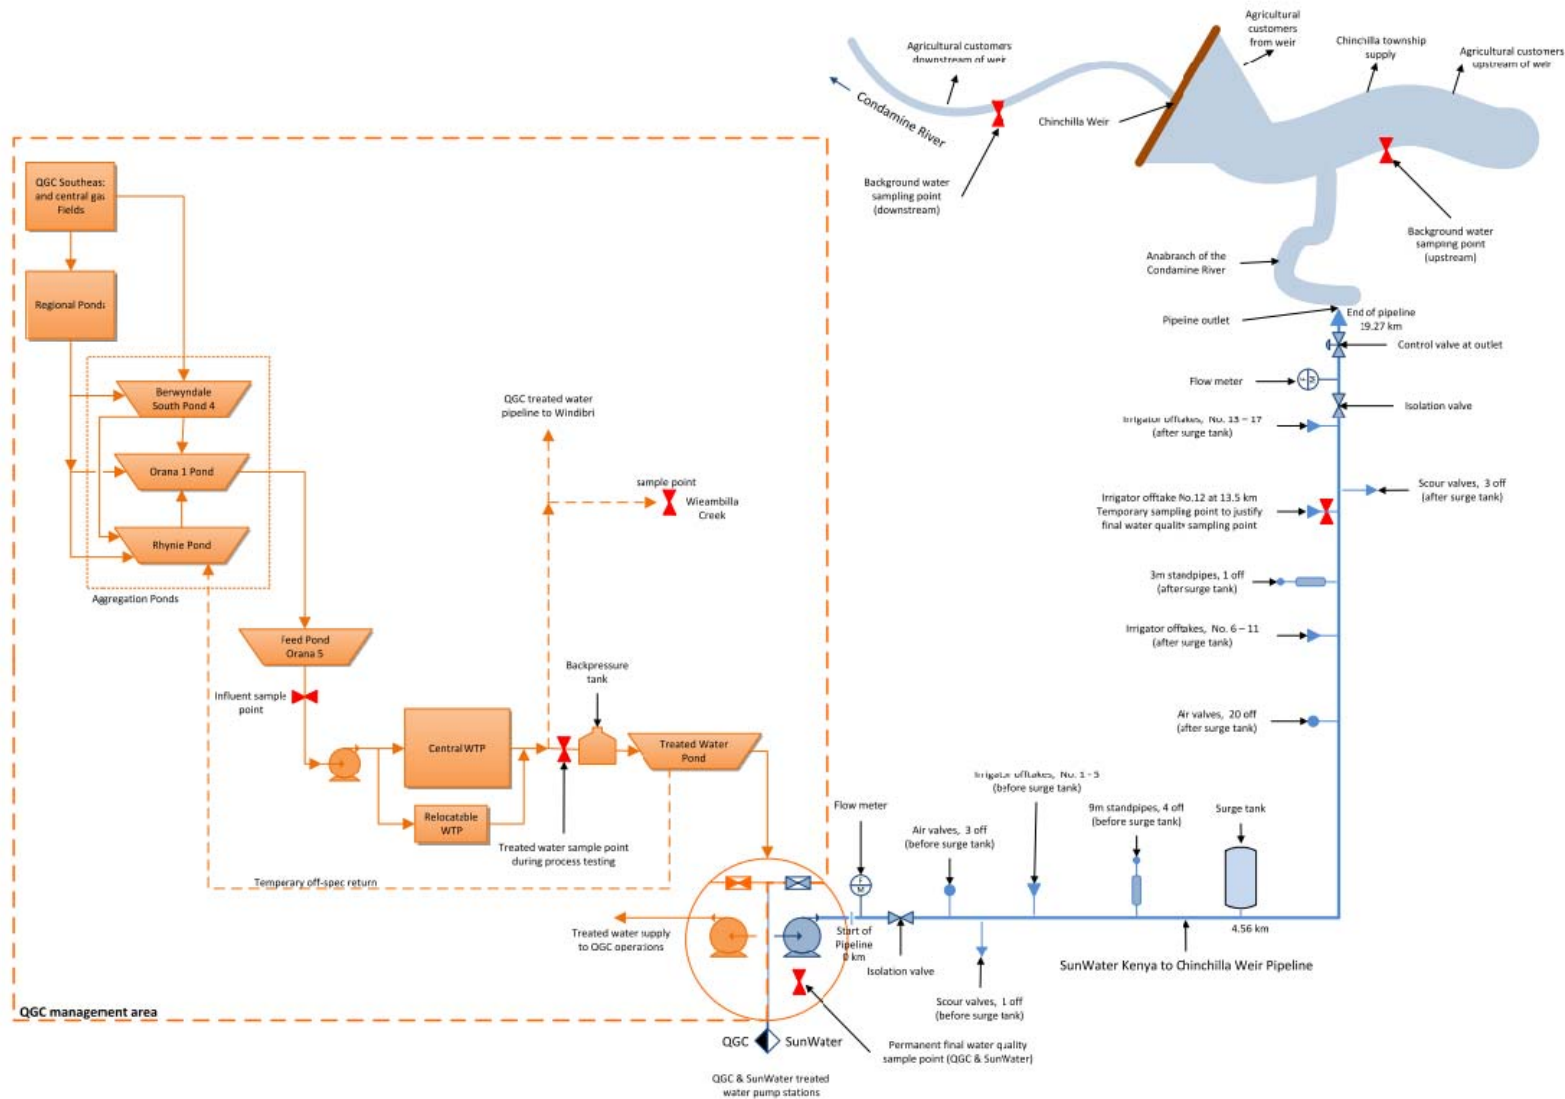 Agricultural
customers
from weir
Agricultural customers
downstream of weir
Chinchilla township
supply
Agricultural customers
upstream of weir
Condamine River
Chinchilla Weir
Background water
sampling point
(downstream)
Background water
sampling point
(upstream)
Anabranch of the
Condamine River
Pipeline outlet
End of pipeline
19.27 km
Control valve at outlet
Flow meter
Isolation valve
Irrigator offtakes, No. 13 – 17
(after surge tank)
Scour valves, 3 off
(after surge tank)
Irrigator offtake No.12 at 13.5 km
Temporary sampling point to justify
final water quality sampling point
3m standpipes, 1 off
(after surge tank)
Irrigator offtakes, No. 6 – 11
(after surge tank)
Air valves, 20 off
(after surge tank)
QGC Southeast
and central gas
Fields
Regional Ponds
Berwyndale
South Pond 4
Orana 1 Pond
Rhynie Pond
Aggregation Ponds
QGC treated water
pipeline to Windibri
sample point
Wieambilla
Creek
Feed Pond
Orana 5
Influent sample
point
Backpressure
tank
Central WTP
Treated Water
Pond
Relocatable
WTP
Treated water sample point
during process testing
Temporary off-spec return
Treated water supply
to QGC operations
Flow meter
F
M
Air valves, 3 off
(before surge tank)
Irrigator offtakes, No. 1 - 5
(before surge tank)
9m standpipes, 4 off
(before surge tank)
Surge tank
Start of
Pipeline
0 km
Isolation valve
4.56 km
SunWater Kenya to Chinchilla Weir Pipeline
Scour valves, 1 off
(before surge tank)
QGC management area
QGC
SunWater
Permanent final water quality
sample point (QGC & SunWater)
QGC & SunWater treated
water pump stations